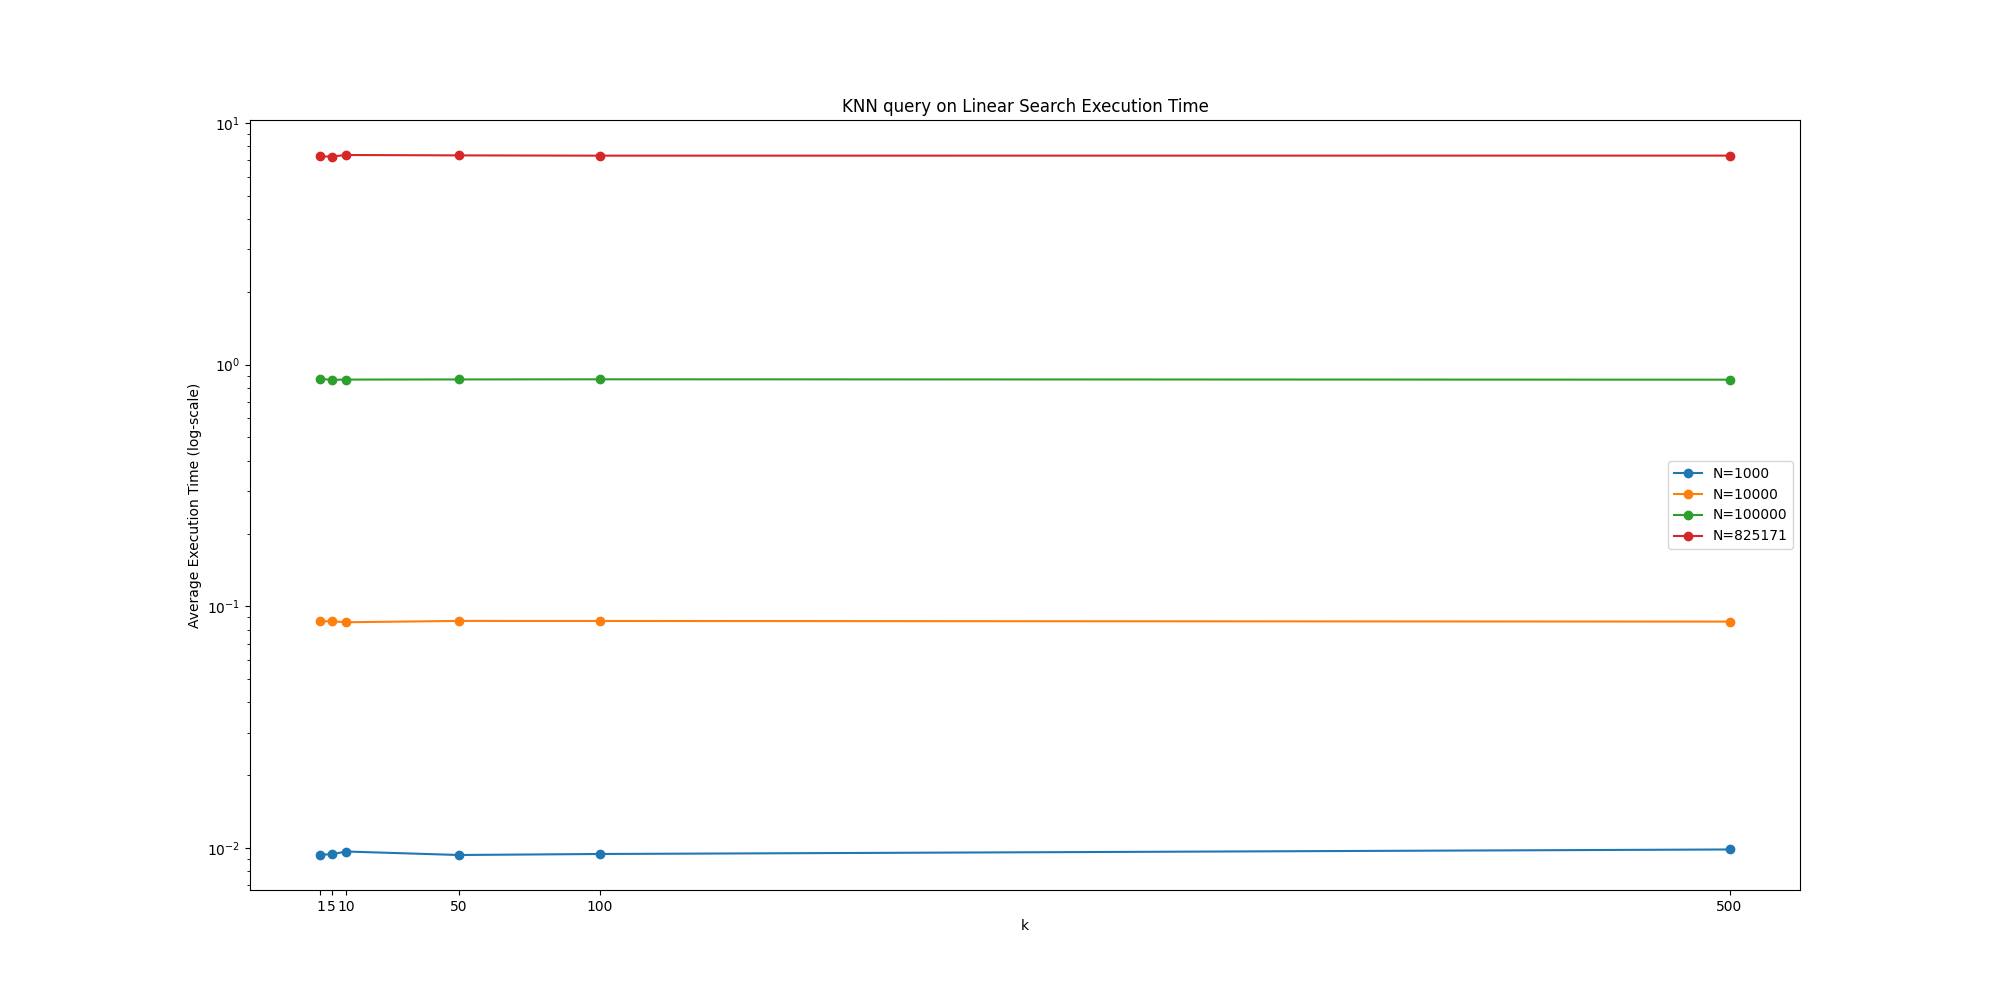 KNN query on Linear Search Execution Time
10¹
10⁰
10⁻¹
10⁻²
Average Execution Time (log-scale)
N=1000
N=10000
N=100000
N=825171
1 5 10 50 100 500
k